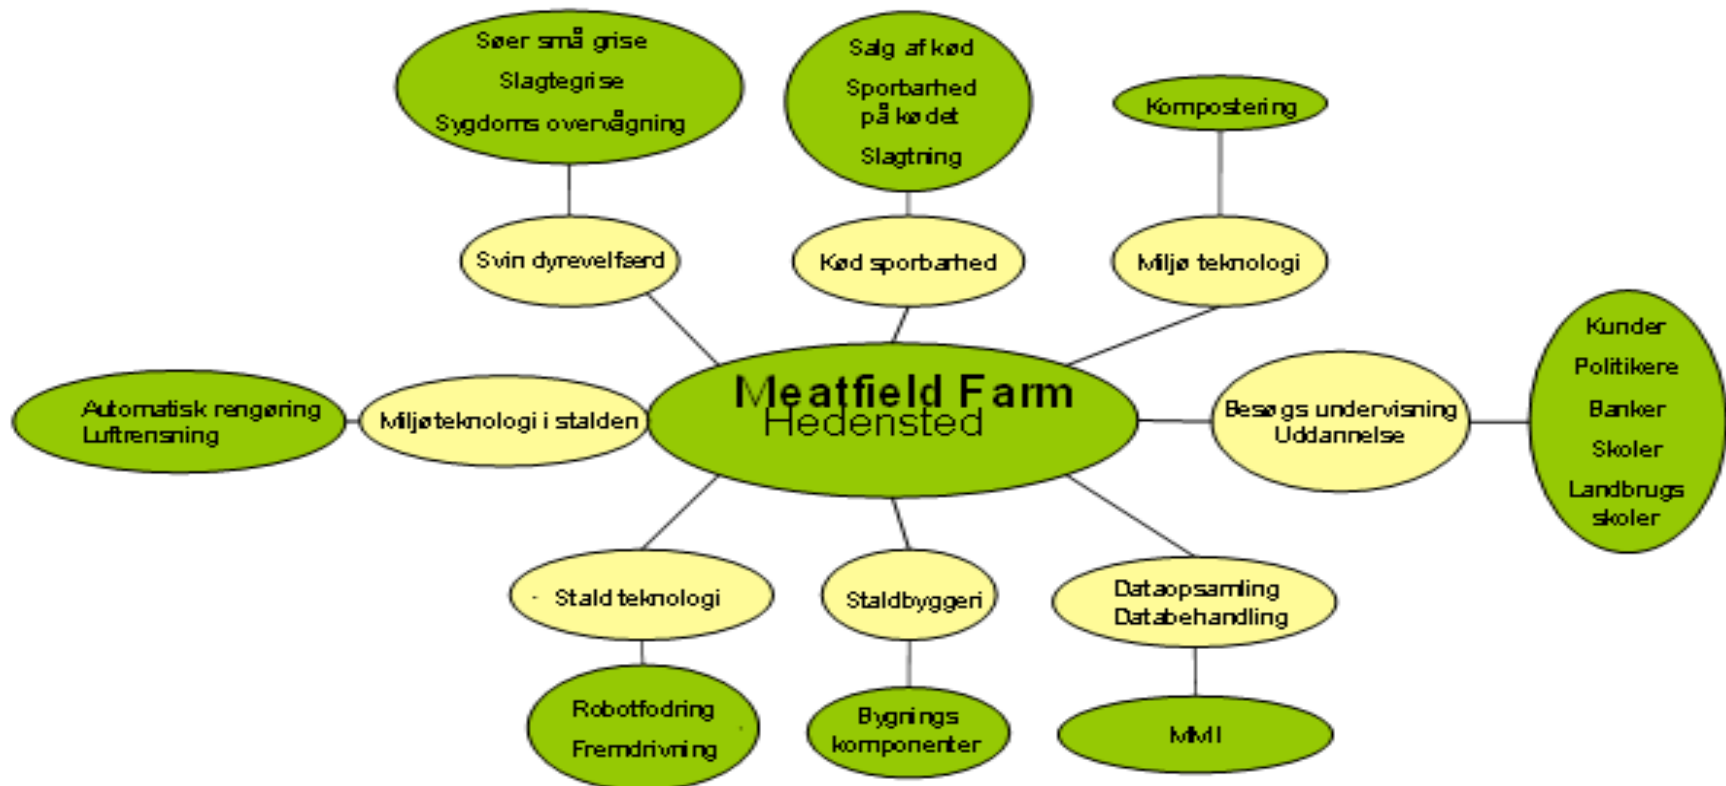 Søer små grise
Slagtegrise
Sygdoms overvågning
Salg af kød
Sporbarhed
på kødet
Slagtning
Kompostering
Svin dyrevelfærd
Kød sporbarhed
Miljø teknologi
Automatisk rengøring
Luftrensning
Miljøteknologi i stalden
Meatfield Farm
Hedensted
Besøgs undervisning
Uddannelse
Kunder
Politikere
Banker
Skoler
Landbrugs
skoler
- Stald teknologi
Staldbyggeri
Dataopsamling
Databehandling
Robotfodring
Fremdrivning
Bygnings
komponenter
MMI